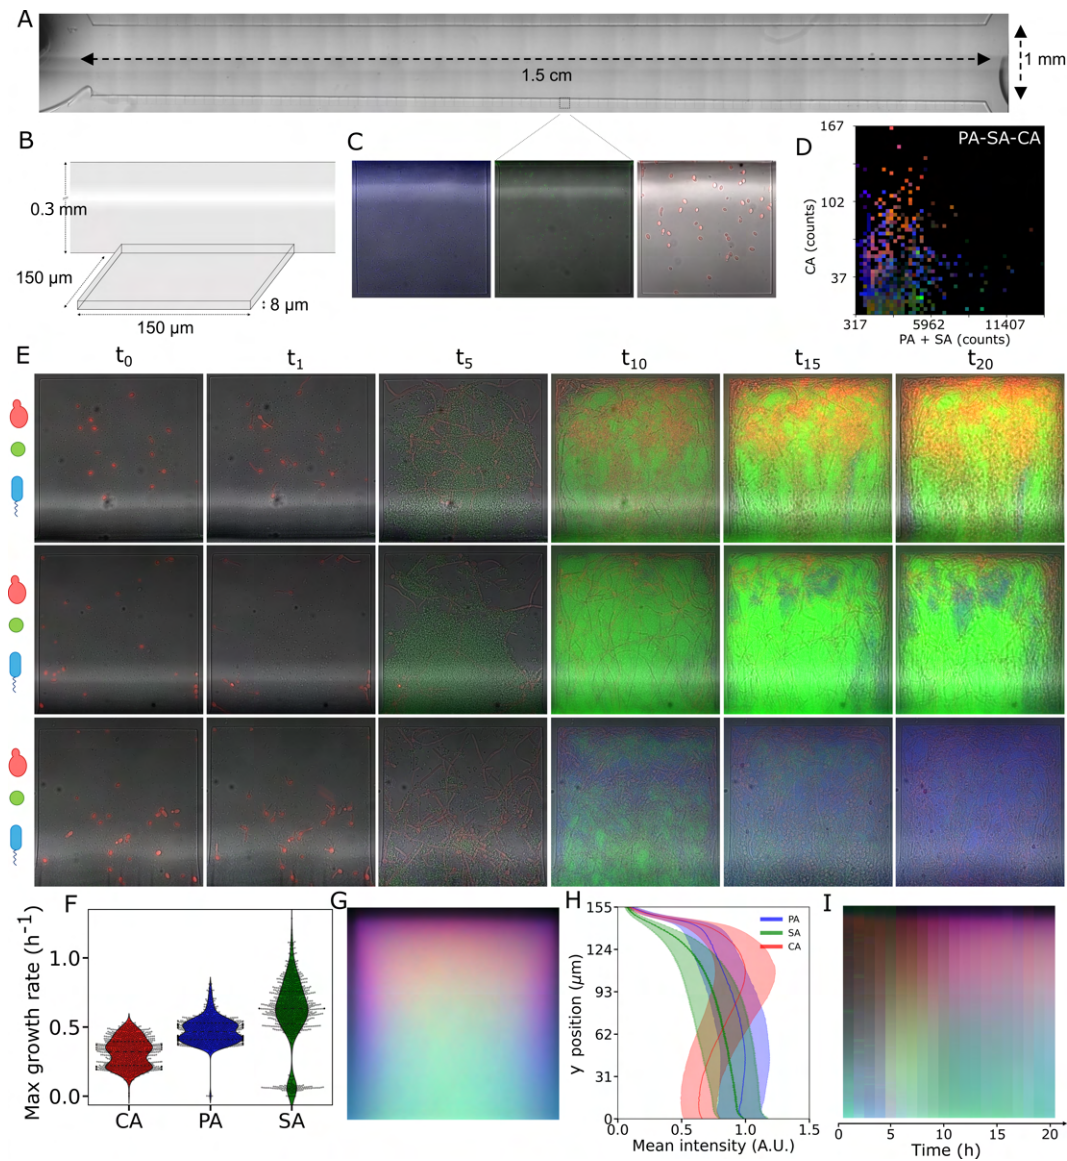 A
1.5 cm
1 mm
B
0.3 mm
150 μm
8 μm
150 μm
C
D
PA-SA-CA
167
102
37
CA (counts)
317
5962
11407
PA + SA (counts)
E
t0
t1
t5
t10
t15
t20
F
Max growth rate (h-1)
1.0
0.5
0.0
CA
PA
SA
G
H
155
124
93
62
31
0
y position (μm)
PA
SA
CA
0.0
0.5
1.0
1.5
Mean intensity (A.U.)
I
0
5
10
15
20
Time (h)